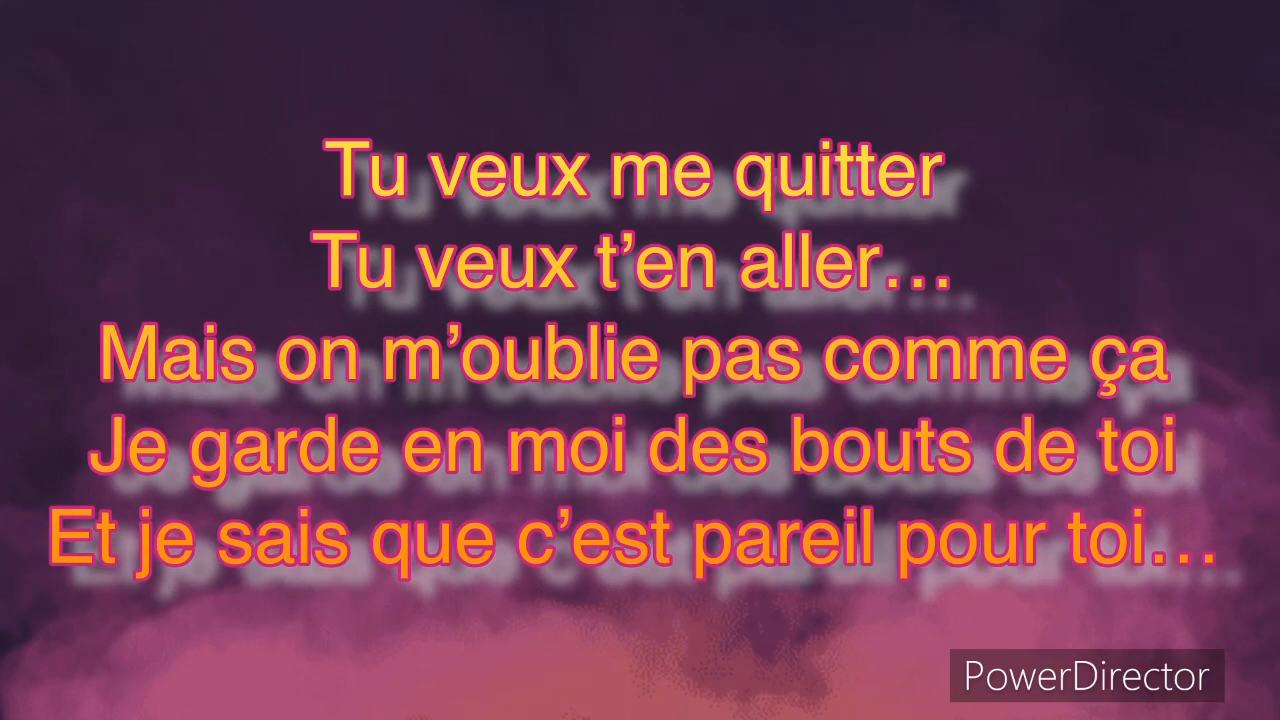 Tu veux me quitter
Tu veux t’en aller…
Mais on m’oublie pas comme ça
Je garde en moi des bouts de toi
Et je sais que c’est pareil pour toi…
PowerDirector